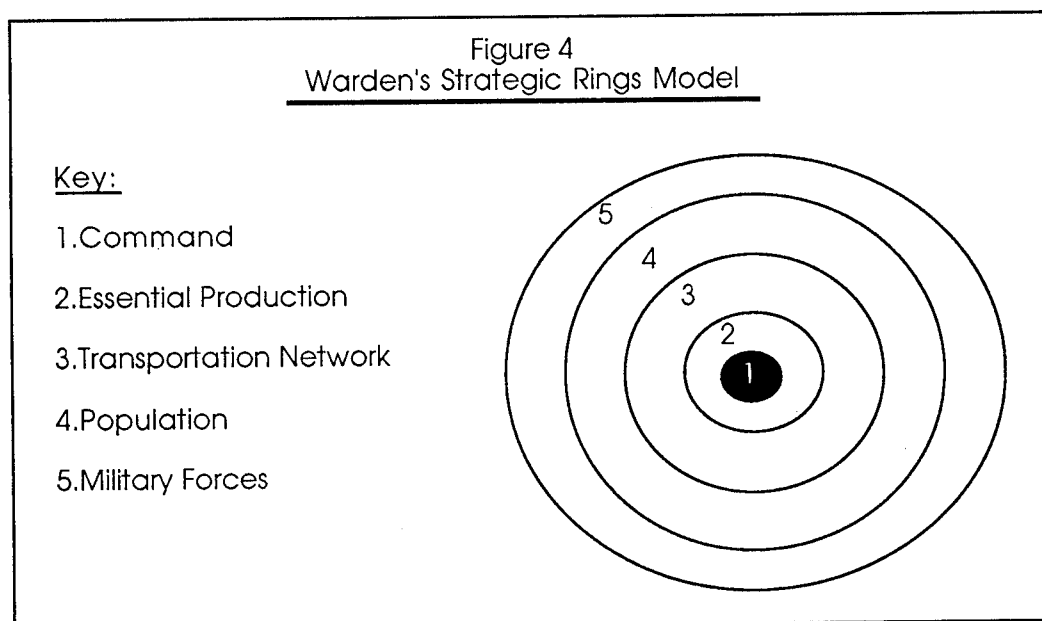 Figure 4
Warden's Strategic Rings Model
Key:
1.Command
2.Essential Production
3.Transportation Network
4.Population
5.Military Forces
5
4
3
2
1